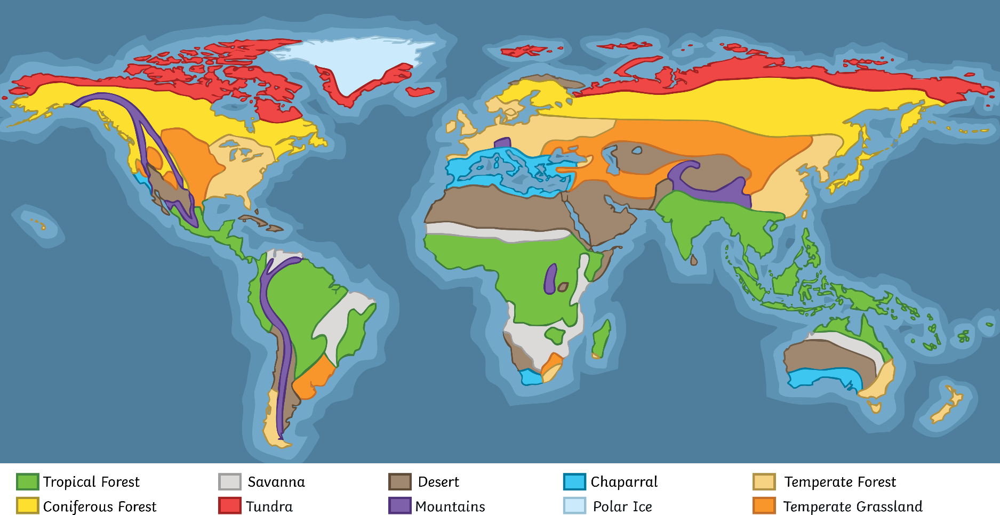 Tropical Forest
Savanna
Desert
Chaparral
Temperate Forest
Coniferous Forest
Tundra
Mountains
Polar Ice
Temperate Grassland